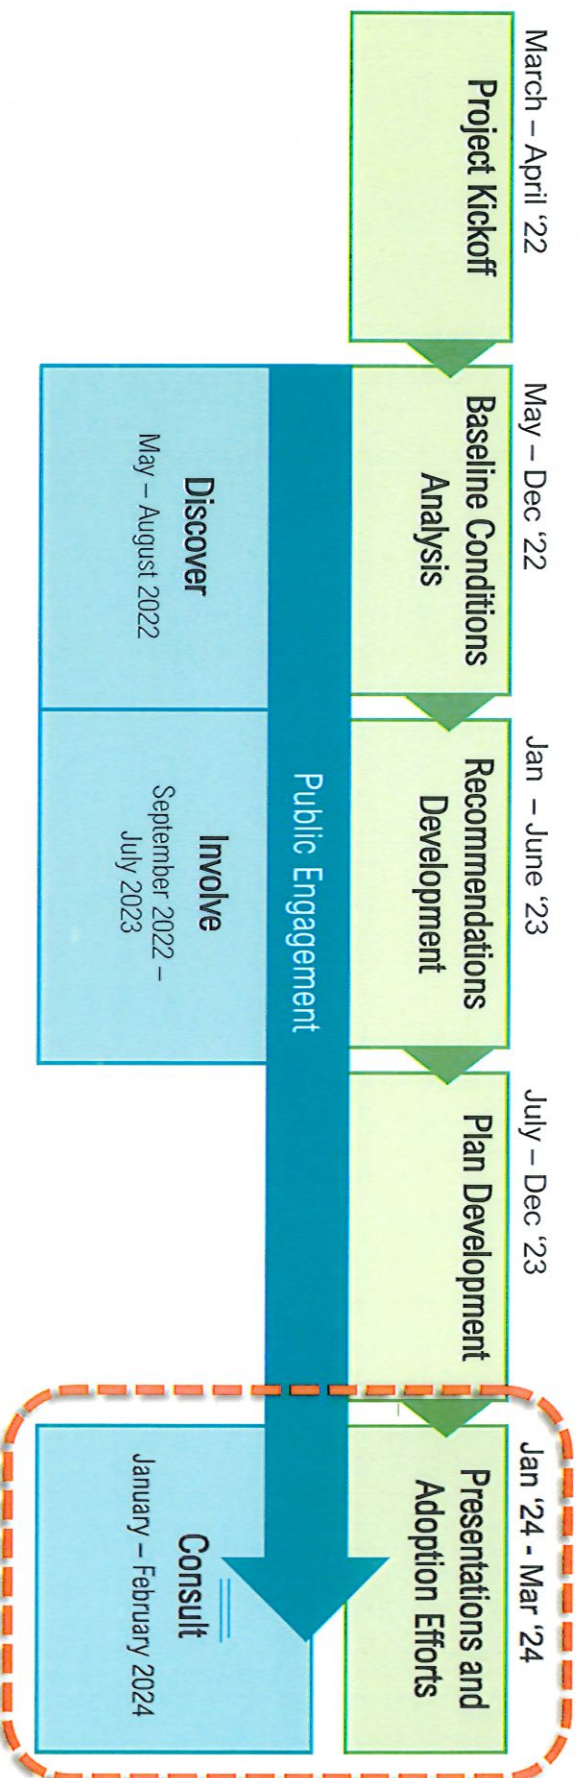 March – April ‘22
Project Kickoff
May – Dec ‘22
Baseline Conditions
Analysis
Jan – June ‘23
Recommendations
Development
July – Dec ‘23
Plan Development
Jan ‘24 - Mar ‘24
Presentations and
Adoption Efforts
Public Engagement
Discover
May – August 2022
Involve
September 2022 –
July 2023
Consult
January – February 2024